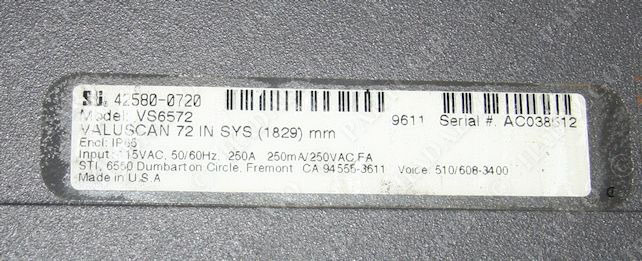 STI. 42580-0720
Model: VS6572
9611 Serial #. AC038912
VALUSCAN 72 IN SYS (1829) mm
Encl: IP65
Input: 115VAC, 50/60Hz, 250A 250mA/250VAC FA
STI, 6550 Dumbarton Circle, Fremont, CA 94555-3611 Voice: 510/608-3400
Made in U.S.A